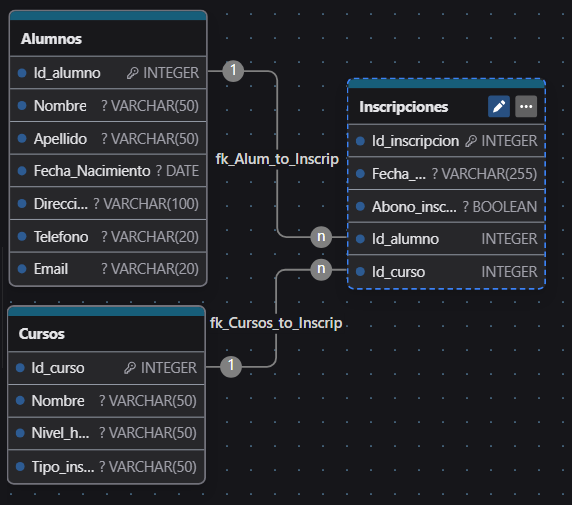 Alumnos
Id_alumno INTEGER
Nombre ? VARCHAR(50)
Apellido ? VARCHAR(50)
Fecha_Nacimiento ? DATE
Direcci... ? VARCHAR(100)
Telefono ? VARCHAR(20)
Email ? VARCHAR(20)
1
fk_Alum_to_Inscrip
n
Inscripciones
Id_inscripcion INTEGER
Fecha_... ? VARCHAR(255)
Abono_insc... ? BOOLEAN
Id_alumno INTEGER
Id_curso INTEGER
n
fk_Cursos_to_Inscrip
1
Cursos
Id_curso INTEGER
Nombre ? VARCHAR(50)
Nivel_h... ? VARCHAR(50)
Tipo_ins... ? VARCHAR(50)